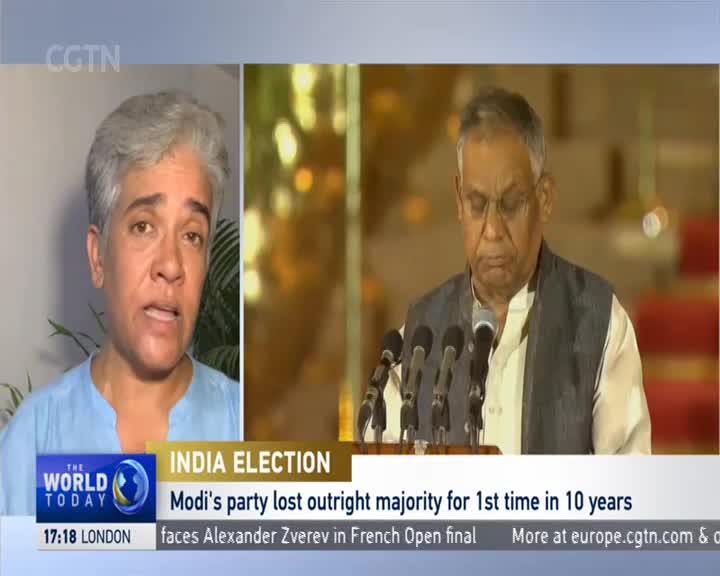 CGTN
INDIA ELECTION
THE
WORLD
TODAY
Modi's party lost outright majority for 1st time in 10 years
17:18 LONDON
faces Alexander Zverev in French Open final
More at europe.cgtn.com & o